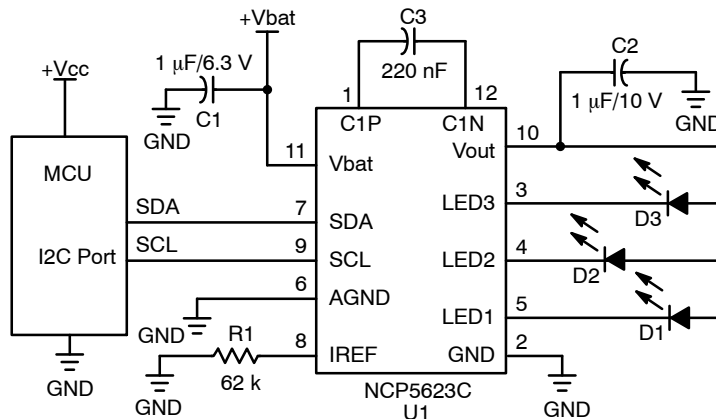 +Vbat
C3
C2
1 µF/6.3 V
220 nF
+Vcc
1
12
1 µF/10 V
C1
GND
C1P
C1N
10
GND
11
Vbat
Vout
MCU
SDA
7
SDA
LED3
3
D3
I2C Port
SCL
9
SCL
LED2
4
D2
6
AGND
GND
LED1
5
D1
R1
8
IREF
GND
2
GND
GND
62 k
NCP5623C
GND
U1